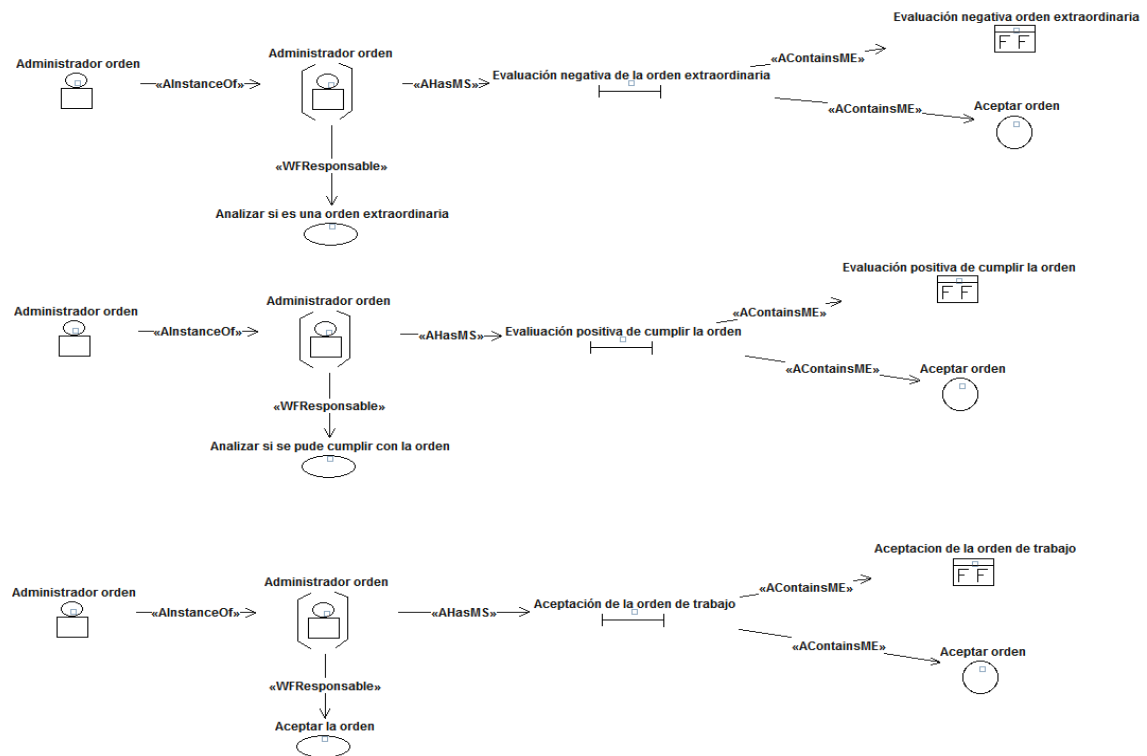 Evaluación negativa orden extraordinaria
F F
Administrador orden
Administrador orden
«AContainsME»
«AInstanceOf»
«AHasMS»
Evaluación negativa de la orden extraordinaria
«AContainsME»
Aceptar orden
«WFResponsable»
Analizar si es una orden extraordinaria
Evaluación positiva de cumplir la orden
F F
Administrador orden
Administrador orden
«AContainsME»
«AInstanceOf»
«AHasMS»
Evaliuación positiva de cumplir la orden
«AContainsME»
Aceptar orden
«WFResponsable»
Analizar si se pude cumplir con la orden
Aceptacion de la orden de trabajo
F F
Administrador orden
Administrador orden
«AContainsME»
«AInstanceOf»
«AHasMS»
Aceptación de la orden de trabajo
«AContainsME»
Aceptar orden
«WFResponsable»
Aceptar la orden